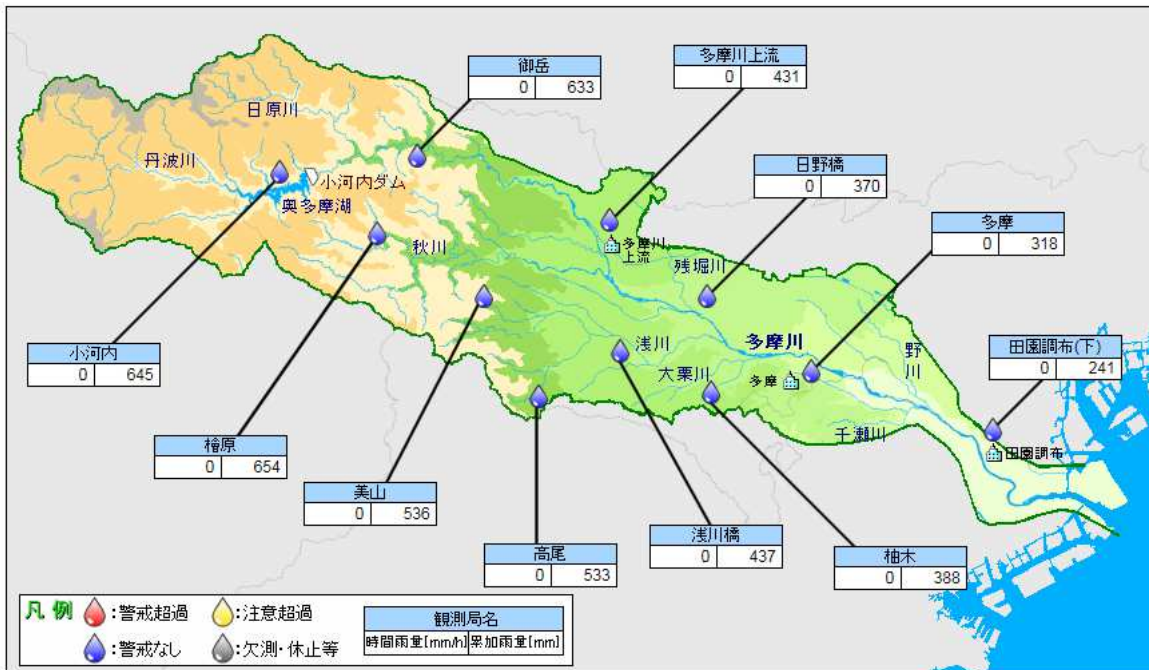 御岳
0 633
多摩川上流
0 431
日野橋
0 370
多摩
0 318
田園調布(下)
0 241
小河内
0 645
檜原
0 654
美山
0 536
高尾
0 533
浅川橋
0 437
柚木
0 388
日原川
丹波川
小河内ダム
奥多摩湖
秋川
多摩川
上流
残堀川
浅川
多摩川
大栗川
多摩
野川
千瀬川
田園調布
凡例
:警戒超過
:注意超過
:警戒なし
:欠測・休止等
観測局名
時間雨量[mm/h] 累加雨量[mm]